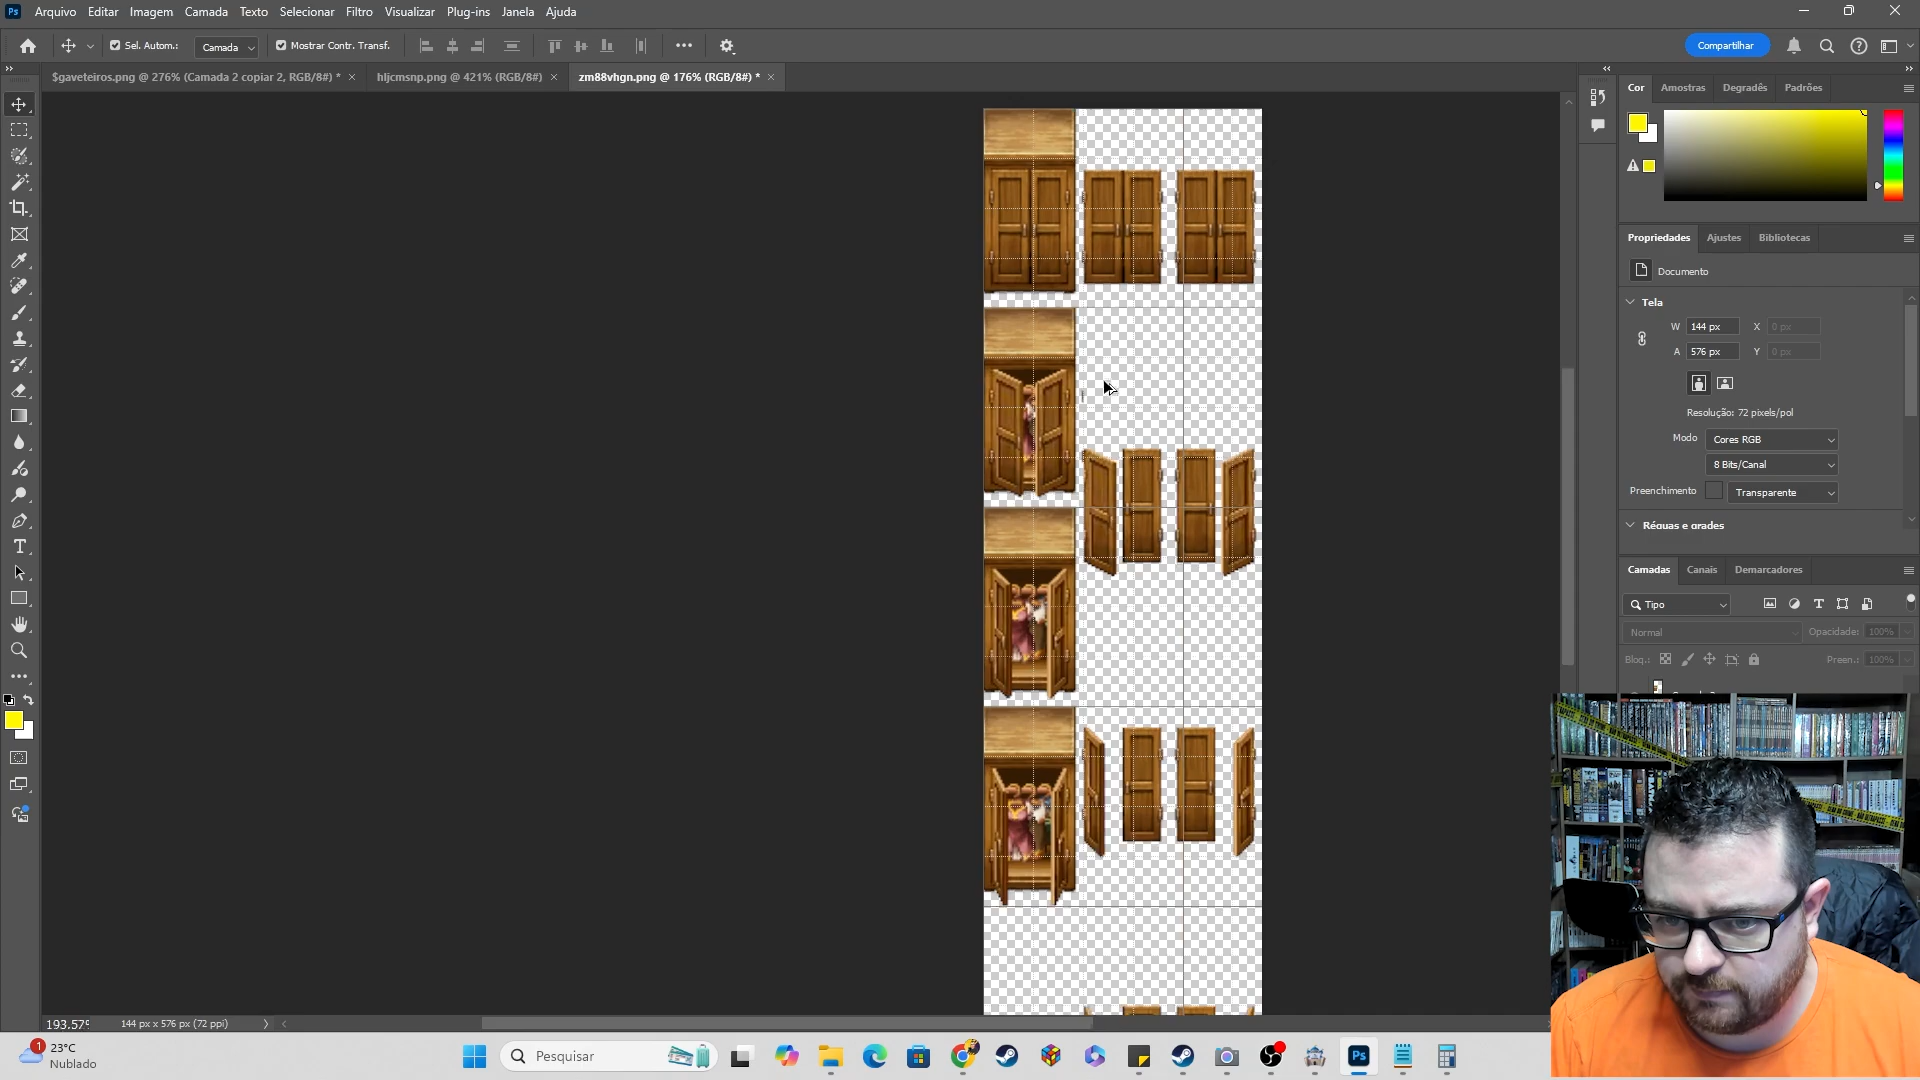 Ps Arquivo Editar Imagem Camada Texto Selecionar Filtro Visualizar Plug-ins Janela Ajuda
Sel. Autom.: Camada Mostrar Contr. Transf. Compartilhar
$gaveteiros.png @ 276% (Camada 2 copiar 2, RGB/8#) * hljcmsnp.png @ 421% (RGB/8#) zm88vhgn.png @ 176% (RGB/8#) *
Cor Amostras Degradês Padrões
Propriedades Ajustes Bibliotecas
Documento
Tela
W 144 px X 0 px
A 576 px Y 0 px
Resolução: 72 pixels/pol
Modo Cores RGB
8 Bits/Canal
Preenchimento Transparente
Réguas e grades
Camadas Canais Demarcadores
Tipo
Normal Opacidade: 100%
Bloq.: Preen.: 100%
144 px x 576 px (72 ppi)
1 23°C
Nublado
Pesquisar
Ps